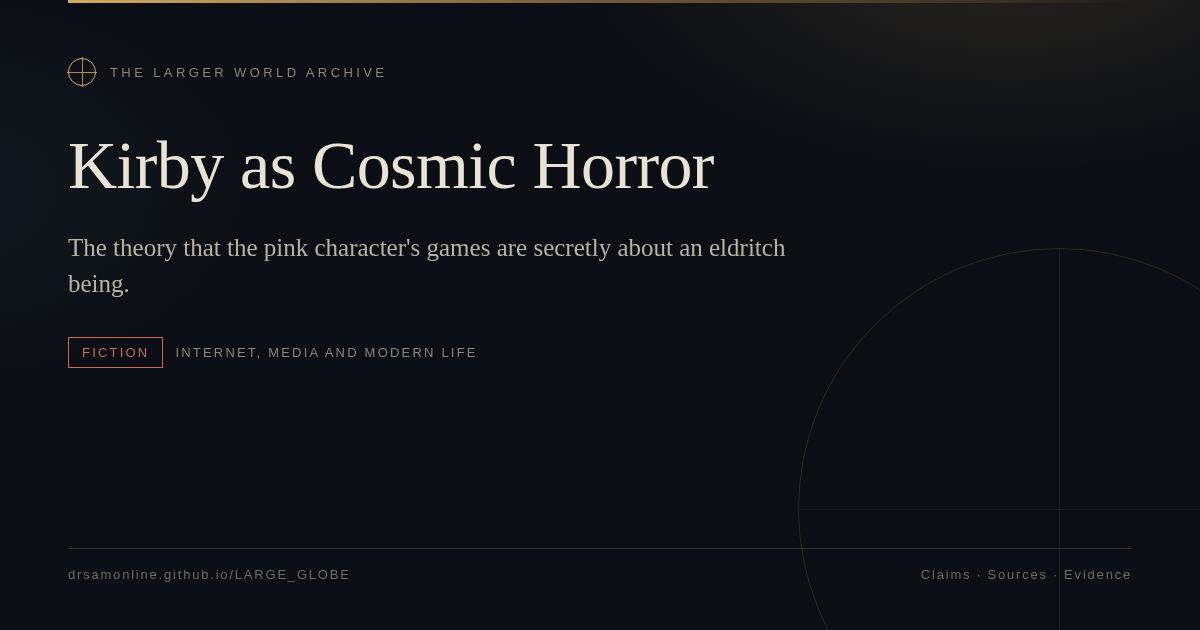 THE LARGER WORLD ARCHIVE
Kirby as Cosmic Horror
The theory that the pink character's games are secretly about an eldritch
being.
FICTION INTERNET, MEDIA AND MODERN LIFE
drsamonline.github.io/LARGE_GLOBE
Claims · Sources · Evidence